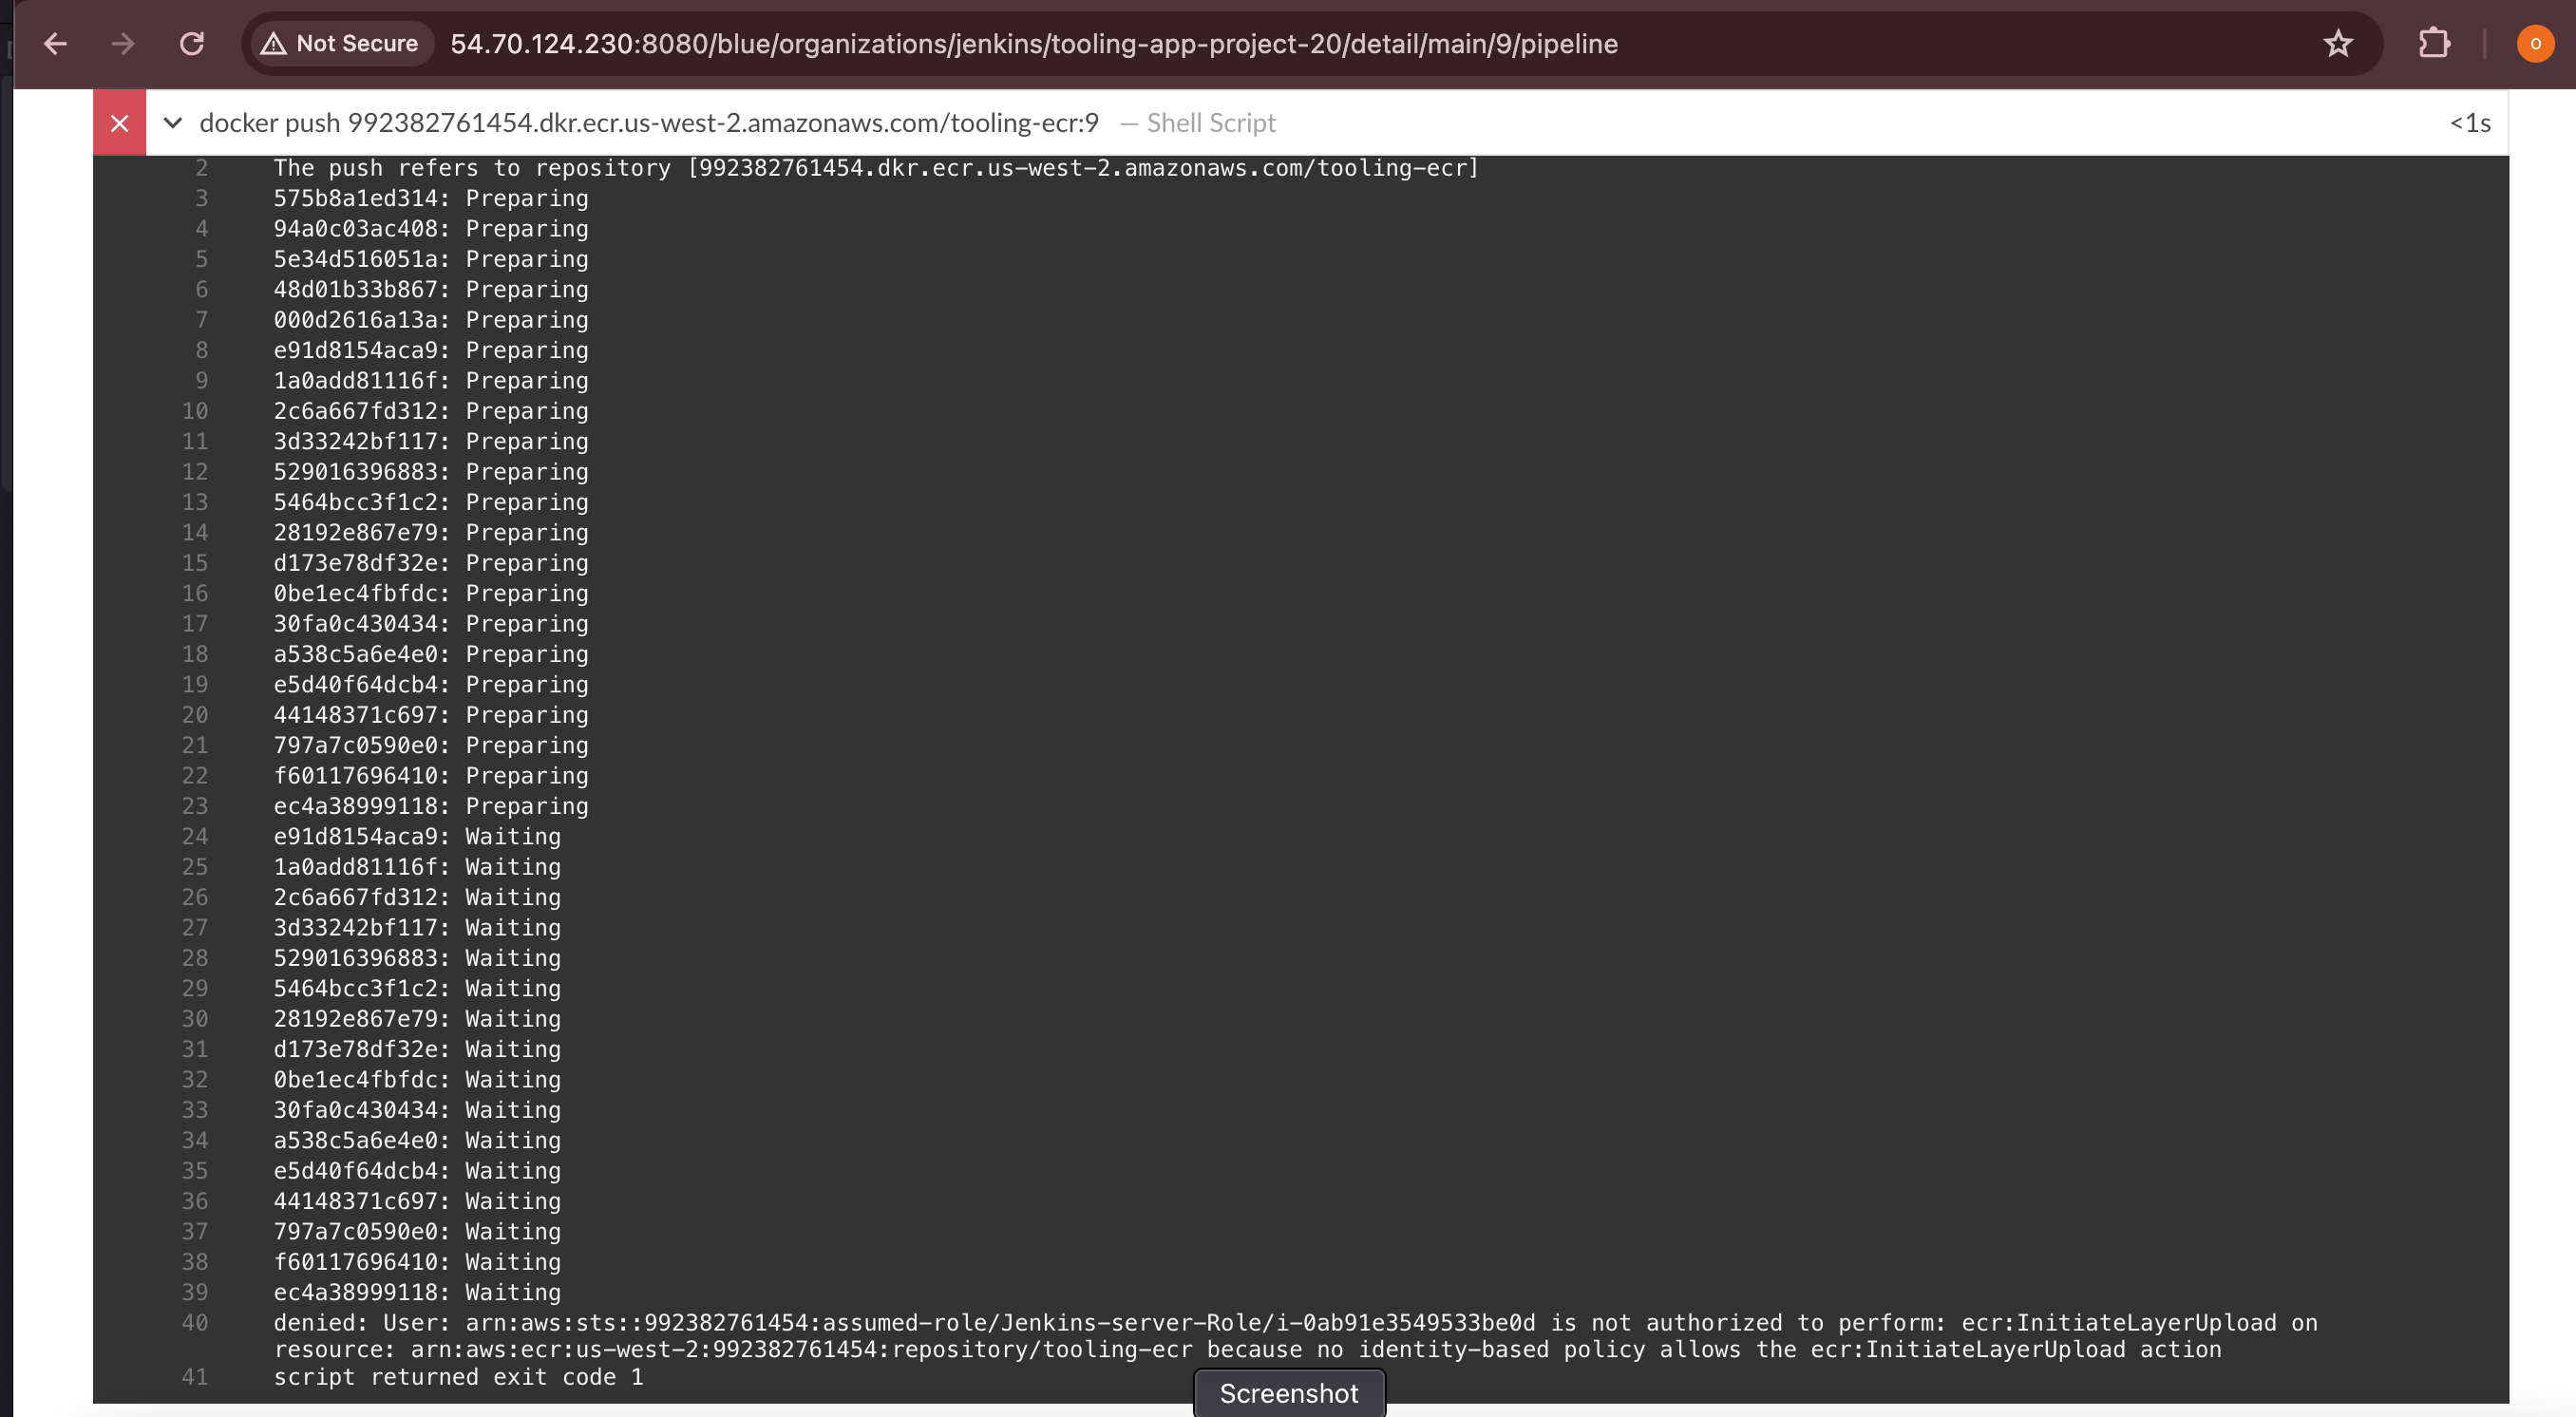 Not Secure 54.70.124.230:8080/blue/organizations/jenkins/tooling-app-project-20/detail/main/9/pipeline
o
docker push 992382761454.dkr.ecr.us-west-2.amazonaws.com/tooling-ecr:9 — Shell Script <1s
2 The push refers to repository [992382761454.dkr.ecr.us-west-2.amazonaws.com/tooling-ecr]
3 575b8a1ed314: Preparing
4 94a0c03ac408: Preparing
5 5e34d516051a: Preparing
6 48d01b33b867: Preparing
7 000d2616a13a: Preparing
8 e91d8154aca9: Preparing
9 1a0add81116f: Preparing
10 2c6a667fd312: Preparing
11 3d33242bf117: Preparing
12 529016396883: Preparing
13 5464bcc3f1c2: Preparing
14 28192e867e79: Preparing
15 d173e78df32e: Preparing
16 0be1ec4fbfdc: Preparing
17 30fa0c430434: Preparing
18 a538c5a6e4e0: Preparing
19 e5d40f64dcb4: Preparing
20 44148371c697: Preparing
21 797a7c0590e0: Preparing
22 f60117696410: Preparing
23 ec4a38999118: Preparing
24 e91d8154aca9: Waiting
25 1a0add81116f: Waiting
26 2c6a667fd312: Waiting
27 3d33242bf117: Waiting
28 529016396883: Waiting
29 5464bcc3f1c2: Waiting
30 28192e867e79: Waiting
31 d173e78df32e: Waiting
32 0be1ec4fbfdc: Waiting
33 30fa0c430434: Waiting
34 a538c5a6e4e0: Waiting
35 e5d40f64dcb4: Waiting
36 44148371c697: Waiting
37 797a7c0590e0: Waiting
38 f60117696410: Waiting
39 ec4a38999118: Waiting
40 denied: User: arn:aws:sts::992382761454:assumed-role/Jenkins-server-Role/i-0ab91e3549533be0d is not authorized to perform: ecr:InitiateLayerUpload on
resource: arn:aws:ecr:us-west-2:992382761454:repository/tooling-ecr because no identity-based policy allows the ecr:InitiateLayerUpload action
41 script returned exit code 1
Screenshot